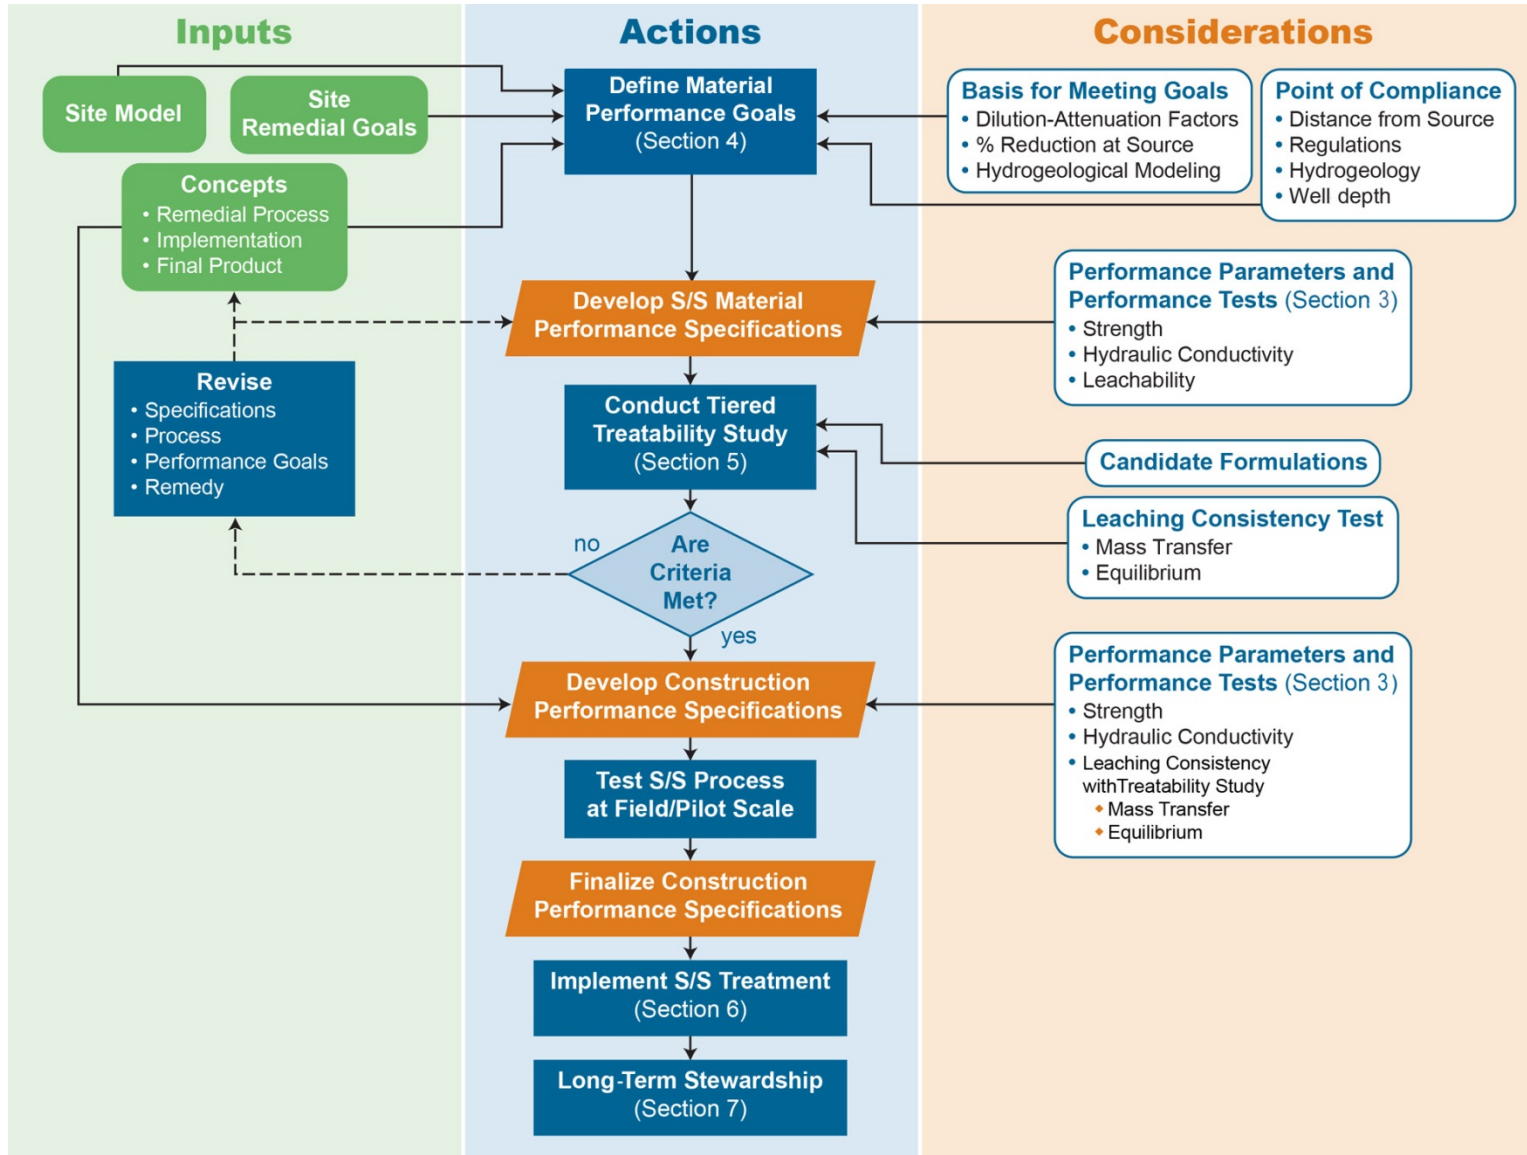 Inputs
Actions
Considerations
Site Model
Site
Remedial Goals
Concepts
• Remedial Process
• Implementation
• Final Product
Revise
• Specifications
• Process
• Performance Goals
• Remedy
Define Material
Performance Goals
(Section 4)
Develop S/S Material
Performance Specifications
Conduct Tiered
Treatability Study
(Section 5)
no
Are
Criteria
Met?
yes
Develop Construction
Performance Specifications
Test S/S Process
at Field/Pilot Scale
Finalize Construction
Performance Specifications
Implement S/S Treatment
(Section 6)
Long-Term Stewardship
(Section 7)
Basis for Meeting Goals
• Dilution-Attenuation Factors
• % Reduction at Source
• Hydrogeological Modeling
Point of Compliance
• Distance from Source
• Regulations
• Hydrogeology
• Well depth
Performance Parameters and
Performance Tests (Section 3)
• Strength
• Hydraulic Conductivity
• Leachability
Candidate Formulations
Leaching Consistency Test
• Mass Transfer
• Equilibrium
Performance Parameters and
Performance Tests (Section 3)
• Strength
• Hydraulic Conductivity
• Leaching Consistency
withTreatability Study
◆ Mass Transfer
◆ Equilibrium